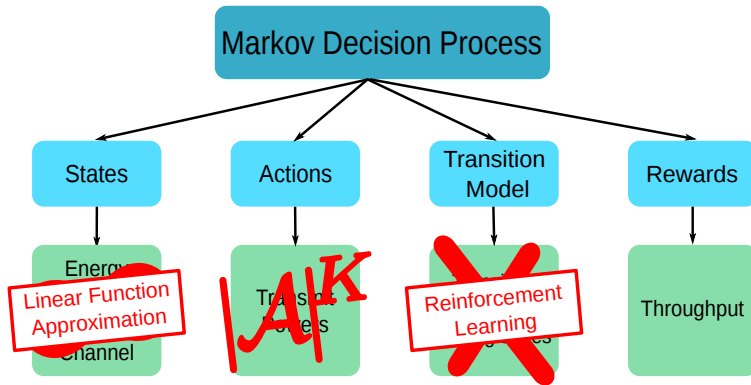 Markov Decision Process
States
Actions
Transition
Model
Rewards
Energy
Linear Function
Approximation
Channel
|A|^K
Transmit
Powers
Reinforcement
Learning
Throughput